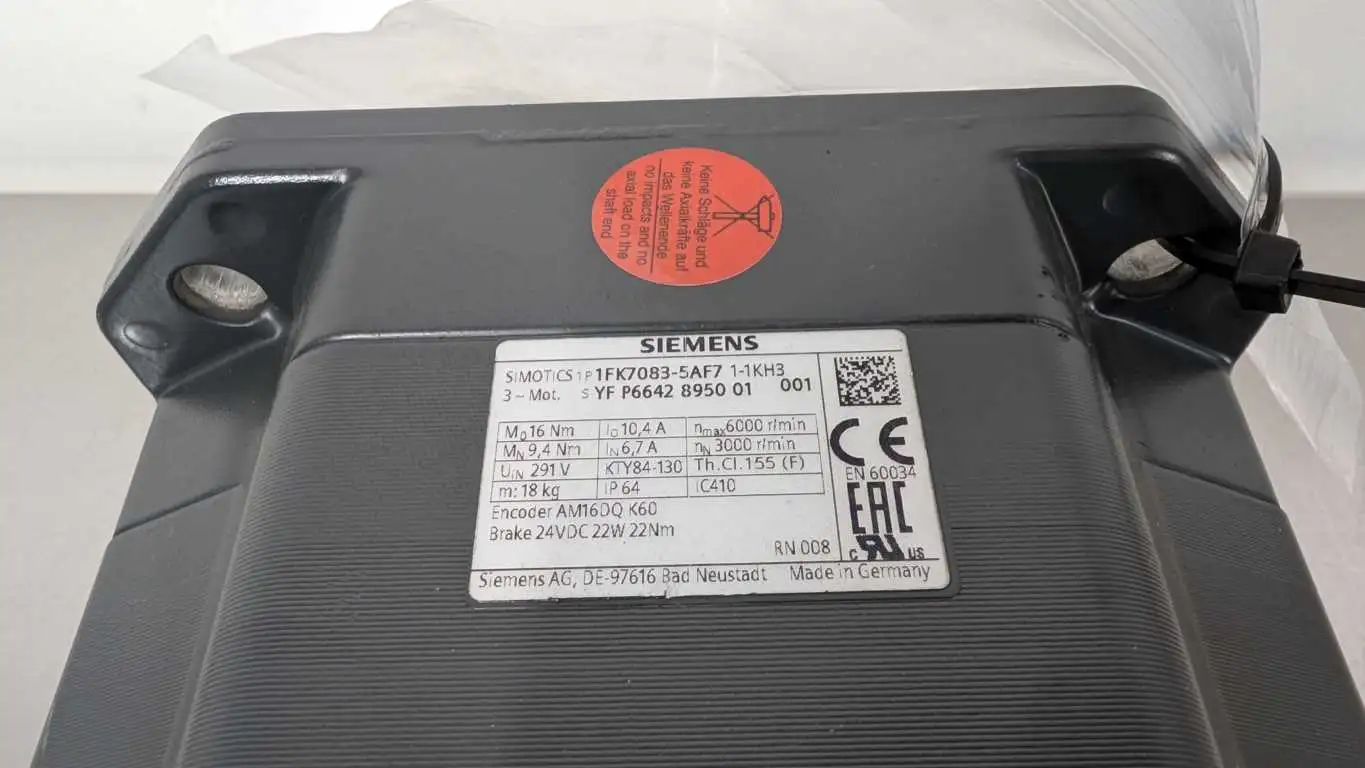 Keine Schläge und
keine Axialkräfte auf
das Wellenende
no impacts and no
axial load on the
shaft end
SIEMENS
SIMOTICS 1P 1FK7083-5AF7 1-1KH3
3~Mot. S YF P6642 8950 01 001
M0 16 Nm I0 10,4 A nmax 6000 r/min
MN 9,4 Nm IN 6,7 A nN 3000 r/min
UIN 291 V KTY84-130 Th.Cl.155 (F)
m: 18 kg IP 64 IC410
Encoder AM16DQ K60
Brake 24VDC 22W 22Nm
RN 008
CE
EN 60034
EAC
c RU US
Siemens AG, DE-97616 Bad Neustadt Made in Germany